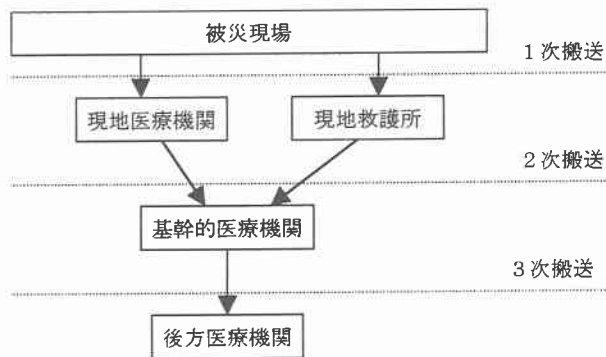 被災現場
1次搬送
現地医療機関
現地救護所
2次搬送
基幹的医療機関
3次搬送
後方医療機関